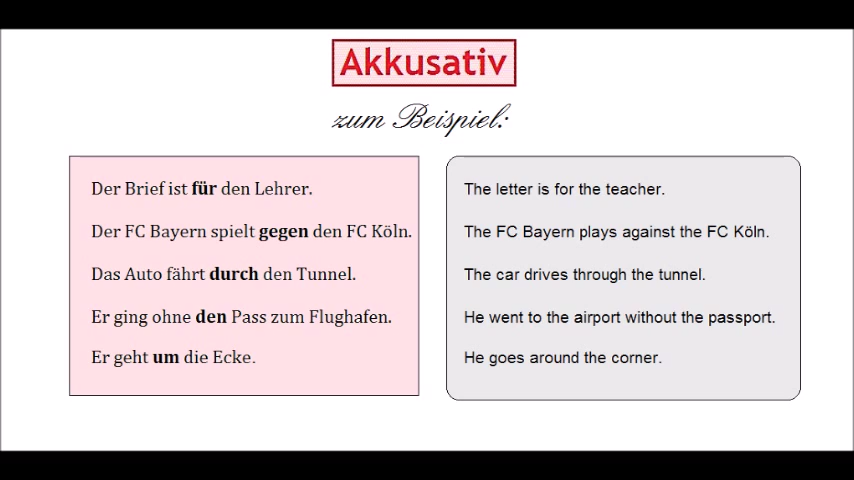 Akkusativ
zum Beispiel:
Der Brief ist für den Lehrer.
Der FC Bayern spielt gegen den FC Köln.
Das Auto fährt durch den Tunnel.
Er ging ohne den Pass zum Flughafen.
Er geht um die Ecke.
The letter is for the teacher.
The FC Bayern plays against the FC Köln.
The car drives through the tunnel.
He went to the airport without the passport.
He goes around the corner.